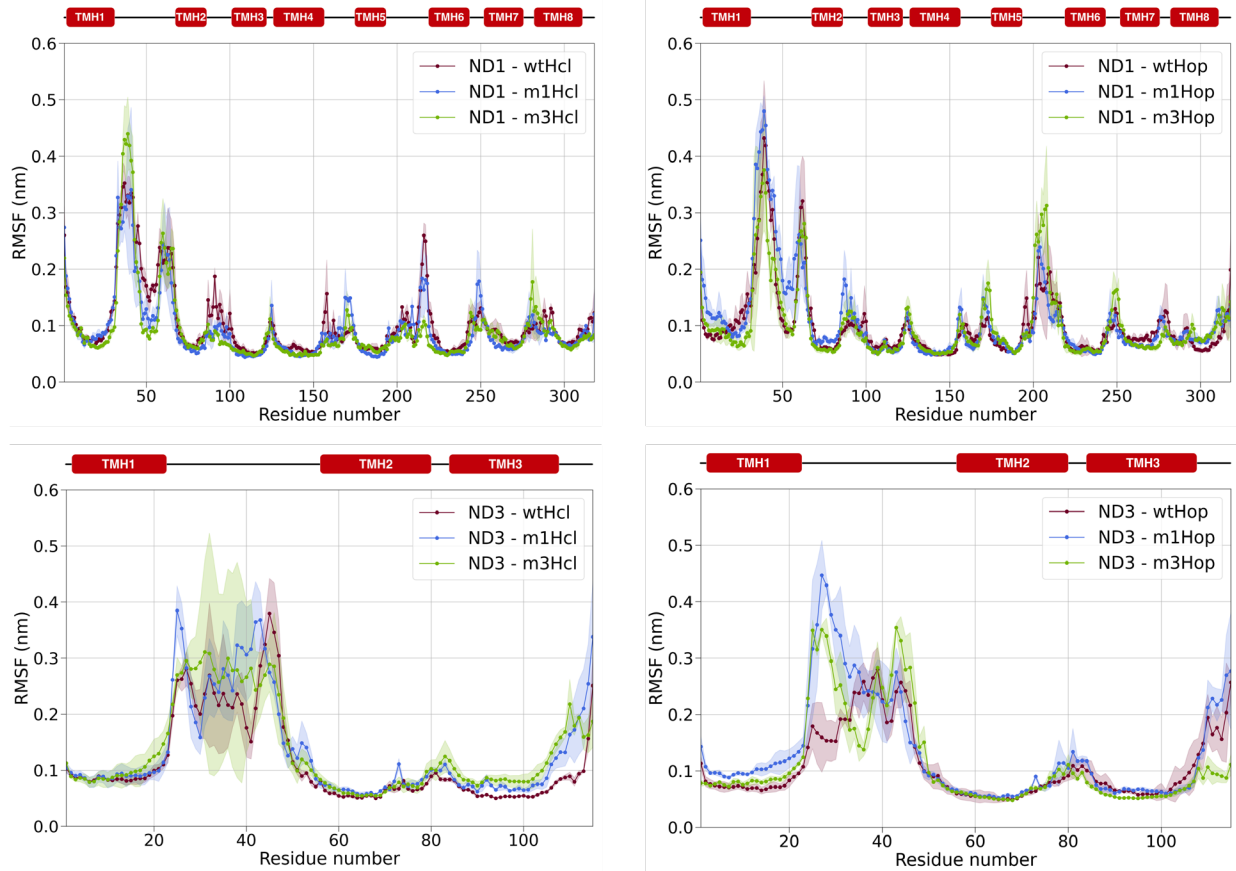 TMH1 TMH2 TMH3 TMH4 TMH5 TMH6 TMH7 TMH8
0.6
0.5
0.4
0.3
0.2
0.1
0.0
RMSF (nm)
ND1 - wtHcl
ND1 - m1Hcl
ND1 - m3Hcl
50 100 150 200 250 300
Residue number
TMH1 TMH2 TMH3 TMH4 TMH5 TMH6 TMH7 TMH8
0.6
0.5
0.4
0.3
0.2
0.1
0.0
RMSF (nm)
ND1 - wtHop
ND1 - m1Hop
ND1 - m3Hop
50 100 150 200 250 300
Residue number
TMH1 TMH2 TMH3
0.6
0.5
0.4
0.3
0.2
0.1
0.0
RMSF (nm)
ND3 - wtHcl
ND3 - m1Hcl
ND3 - m3Hcl
20 40 60 80 100
Residue number
TMH1 TMH2 TMH3
0.6
0.5
0.4
0.3
0.2
0.1
0.0
RMSF (nm)
ND3 - wtHop
ND3 - m1Hop
ND3 - m3Hop
20 40 60 80 100
Residue number